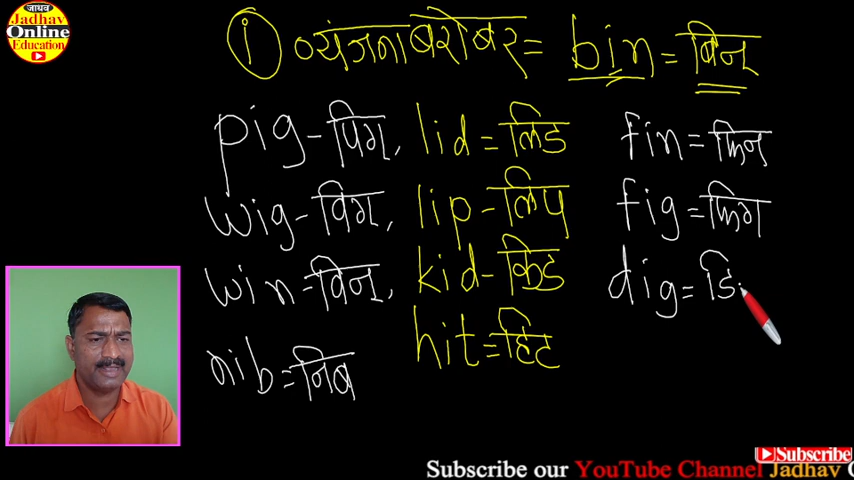 जाधव
Jadhav
Online
Education
(i) व्यंजनाबरोबर = bin = बिन
pig - पिग, lid = लिड fin = फिन
wig - विग, lip - लिप fig = फिग
win = विन, kid - किड dig = डि
nib = निब hit = हिट
Subscribe
Subscribe our YouTube Channel Jadhav